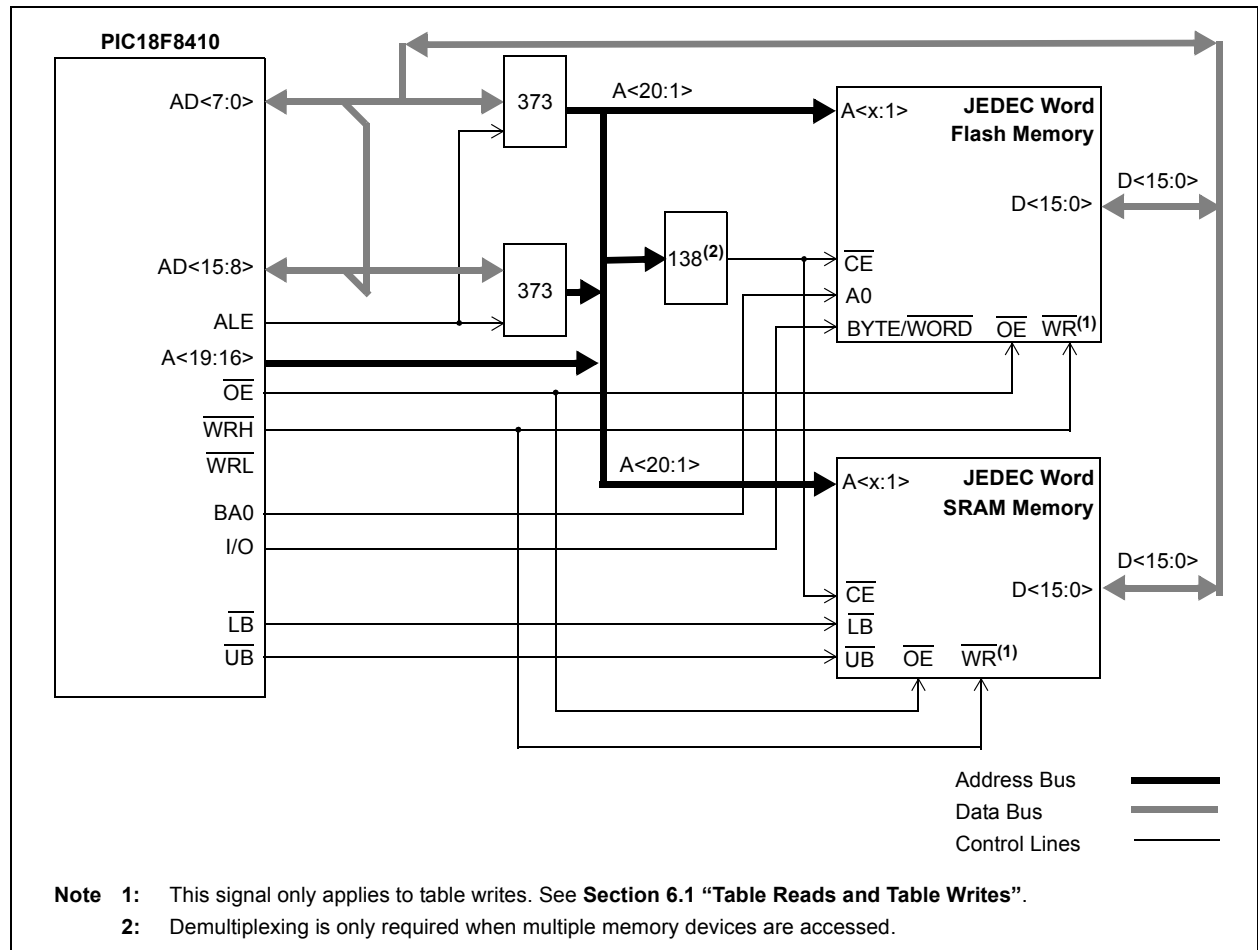 PIC18F8410
AD<7:0>
373
A<20:1>
A<x:1>
JEDEC Word
Flash Memory
D<15:0>
D<15:0>
138(2)
AD<15:8>
373
CE
A0
ALE
BYTE/WORD
OE
WR(1)
A<19:16>
OE
WRH
WRL
A<20:1>
A<x:1>
JEDEC Word
SRAM Memory
BA0
I/O
D<15:0>
D<15:0>
CE
LB
LB
UB
UB
OE
WR(1)
Address Bus
Data Bus
Control Lines
Note 1: This signal only applies to table writes. See Section 6.1 “Table Reads and Table Writes”.
2: Demultiplexing is only required when multiple memory devices are accessed.